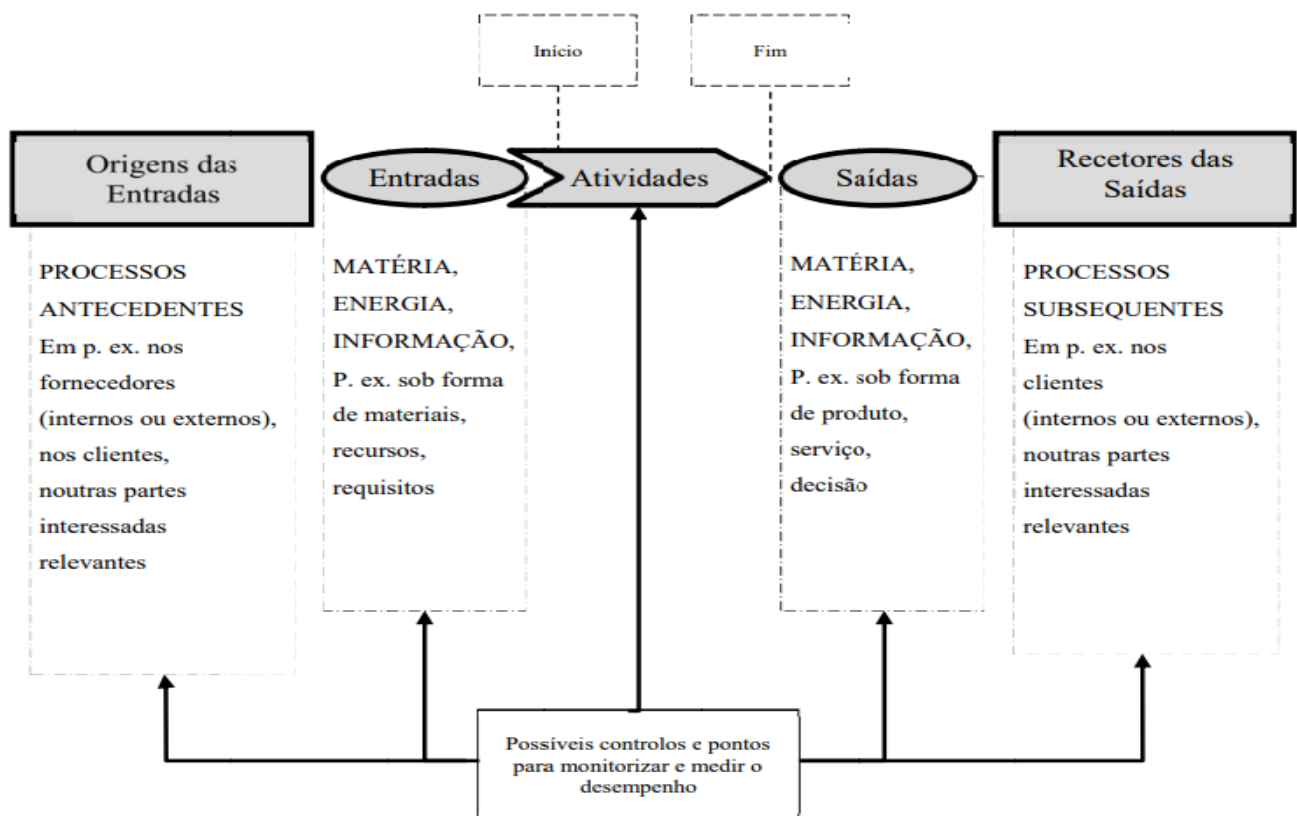 Início
Fim
Origens das
Entradas
Entradas
Atividades
Saídas
Recetores das
Saídas
PROCESSOS
ANTECEDENTES
Em p. ex. nos
fornecedores
(internos ou externos),
nos clientes,
noutras partes
interessadas
relevantes
MATÉRIA,
ENERGIA,
INFORMAÇÃO,
P. ex. sob forma
de materiais,
recursos,
requisitos
MATÉRIA,
ENERGIA,
INFORMAÇÃO,
P. ex. sob forma
de produto,
serviço,
decisão
PROCESSOS
SUBSEQUENTES
Em p. ex. nos
clientes
(internos ou externos),
noutras partes
interessadas
relevantes
Possíveis controlos e pontos
para monitorizar e medir o
desempenho